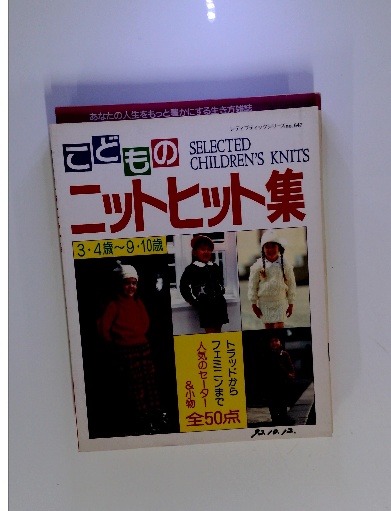 あなたの人生をもっと豊かにする生き方雑誌
レディブティックシリーズno.647
こどもの
SELECTED
CHILDREN'S KNITS
ニットヒット集
3・4歳〜9・10歳
トラッドから
フェミニンまで
人気のセーター
&小物
全50点
92.10.12.